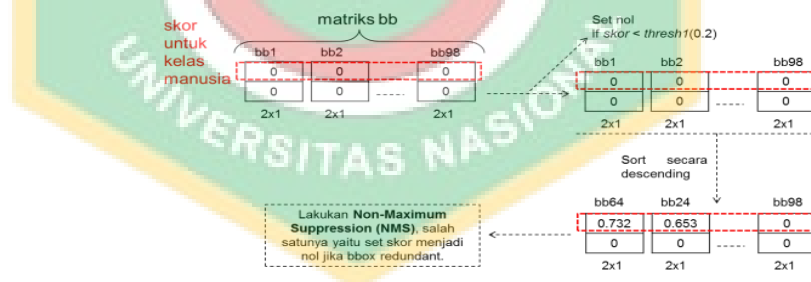 skor
untuk
kelas
manusia
matriks bb
bb1 bb2 bb98
0 0 0
0 0 ..... 0
2x1 2x1 2x1
Set nol
If skor < thresh1(0.2)
bb1 bb2 bb98
0 0 0
0 0 ...... 0
2x1 2x1 2x1
Sort secara
descending
bb64 bb24 bb98
0.732 0.653 0
0 0 ...... 0
2x1 2x1 2x1
Lakukan Non-Maximum
Suppression (NMS), salah
satunya yaitu set skor menjadi
nol jika bbox redundant.
UNIVERSITAS NASIONAL